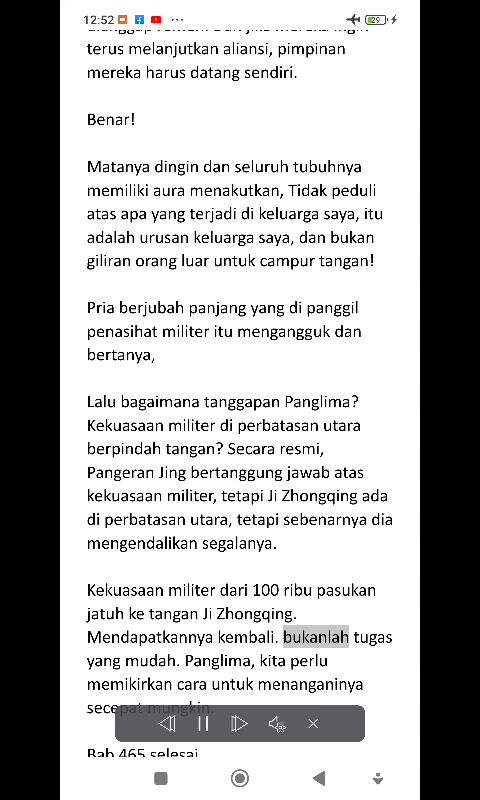 12:52
29
terus melanjutkan aliansi, pimpinan
mereka harus datang sendiri.
Benar!
Matanya dingin dan seluruh tubuhnya
memiliki aura menakutkan, Tidak peduli
atas apa yang terjadi di keluarga saya, itu
adalah urusan keluarga saya, dan bukan
giliran orang luar untuk campur tangan!
Pria berjubah panjang yang di panggil
penasihat militer itu mengangguk dan
bertanya,
Lalu bagaimana tanggapan Panglima?
Kekuasaan militer di perbatasan utara
berpindah tangan? Secara resmi,
Pangeran Jing bertanggung jawab atas
kekuasaan militer, tetapi Ji Zhongqing ada
di perbatasan utara, tetapi sebenarnya dia
mengendalikan segalanya.
Kekuasaan militer dari 100 ribu pasukan
jatuh ke tangan Ji Zhongqing.
Mendapatkannya kembali. bukanlah tugas
yang mudah. Panglima, kita perlu
memikirkan cara untuk menanganinya
secepat mungkin.
Bab 465 selesai